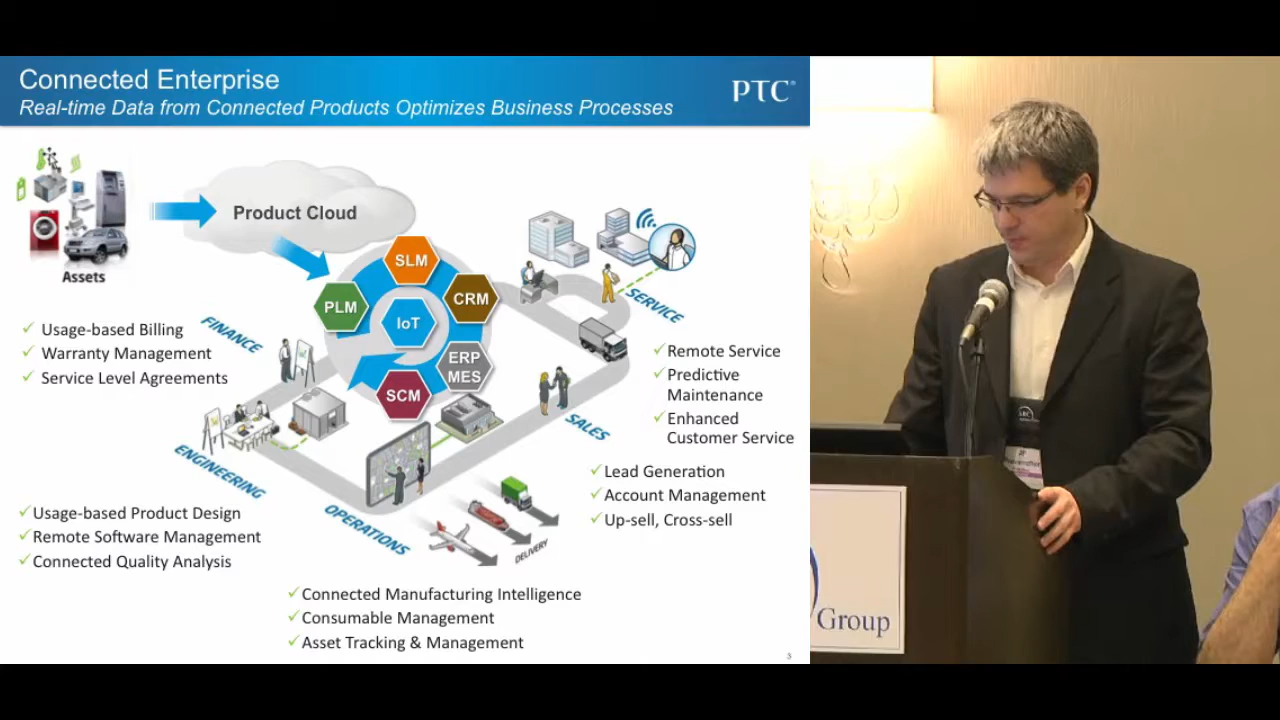 Connected Enterprise
Real-time Data from Connected Products Optimizes Business Processes
PTC®
Product Cloud
Assets
SLM
PLM
CRM
IoT
ERP
MES
SCM
FINANCE
SERVICE
SALES
ENGINEERING
OPERATIONS
DELIVERY
Usage-based Billing
Warranty Management
Service Level Agreements
Remote Service
Predictive
Maintenance
Enhanced
Customer Service
Lead Generation
Account Management
Up-sell, Cross-sell
Usage-based Product Design
Remote Software Management
Connected Quality Analysis
Connected Manufacturing Intelligence
Consumable Management
Asset Tracking & Management
3
ARC
Group